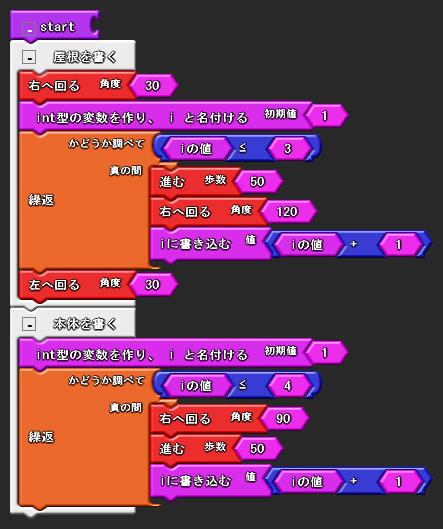 - start
- 屋根を書く
右へ回る 角度 30
int型の変数を作り、 i と名付ける 初期値 1
かどうか調べて iの値 ≤ 3
真の間
進む 歩数 50
繰返
右へ回る 角度 120
iに書き込む 値 iの値 + 1
左へ回る 角度 30
- 本体を書く
int型の変数を作り、 i と名付ける 初期値 1
かどうか調べて iの値 ≤ 4
真の間
右へ回る 角度 90
繰返
進む 歩数 50
iに書き込む 値 iの値 + 1